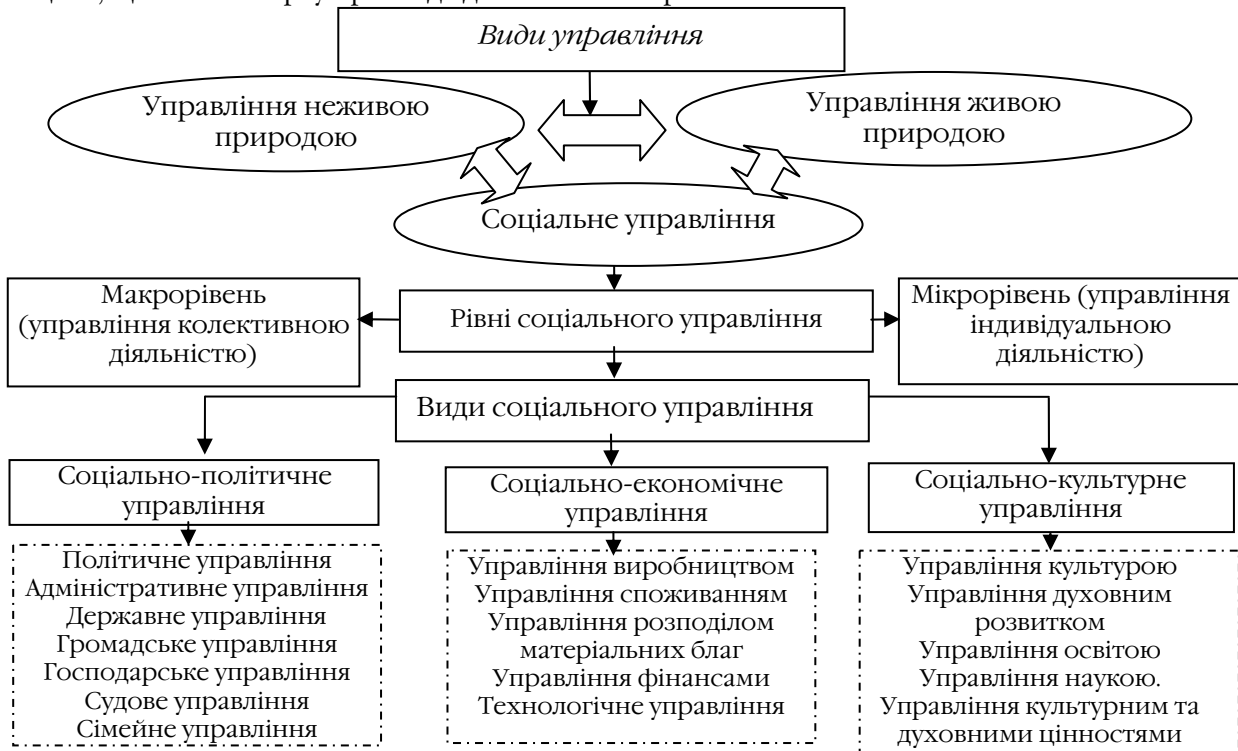 Види управління
Управління неживою
природою
Управління живою
природою
Соціальне управління
Макрорівень
(управління колективною
діяльністю)
Рівні соціального управління
Мікрорівень (управління
індивідуальною
діяльністю)
Види соціального управління
Соціально-політичне
управління
Соціально-економічне
управління
Соціально-культурне
управління
Політичне управління
Адміністративне управління
Державне управління
Громадське управління
Господарське управління
Судове управління
Сімейне управління
Управління виробництвом
Управління споживанням
Управління розподілом
матеріальних благ
Управління фінансами
Технологічне управління
Управління культурою
Управління духовним
розвитком
Управління освітою
Управління наукою.
Управління культурним та
духовними цінностями